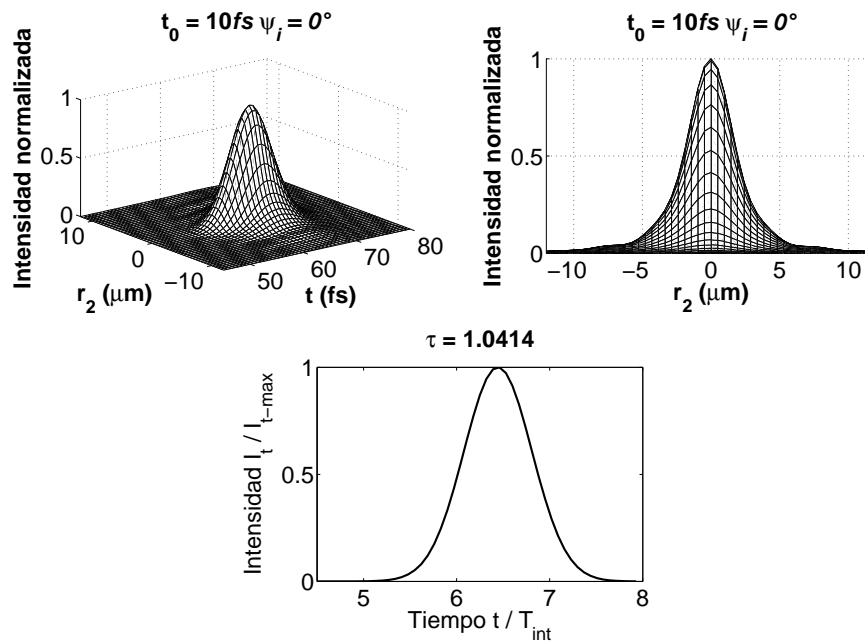 t₀ = 10fs ψᵢ = 0°
Intensidad normalizada
1
0.5
0
10
0
−10
r₂ (μm)
50
60
70
80
t (fs)
t₀ = 10fs ψᵢ = 0°
Intensidad normalizada
1
0.5
0
−10
−5
0
5
10
r₂ (μm)
τ = 1.0414
Intensidad Iₜ / Iₜ₋ₘₐₓ
1
0.5
0
5
6
7
8
Tiempo t / T_int